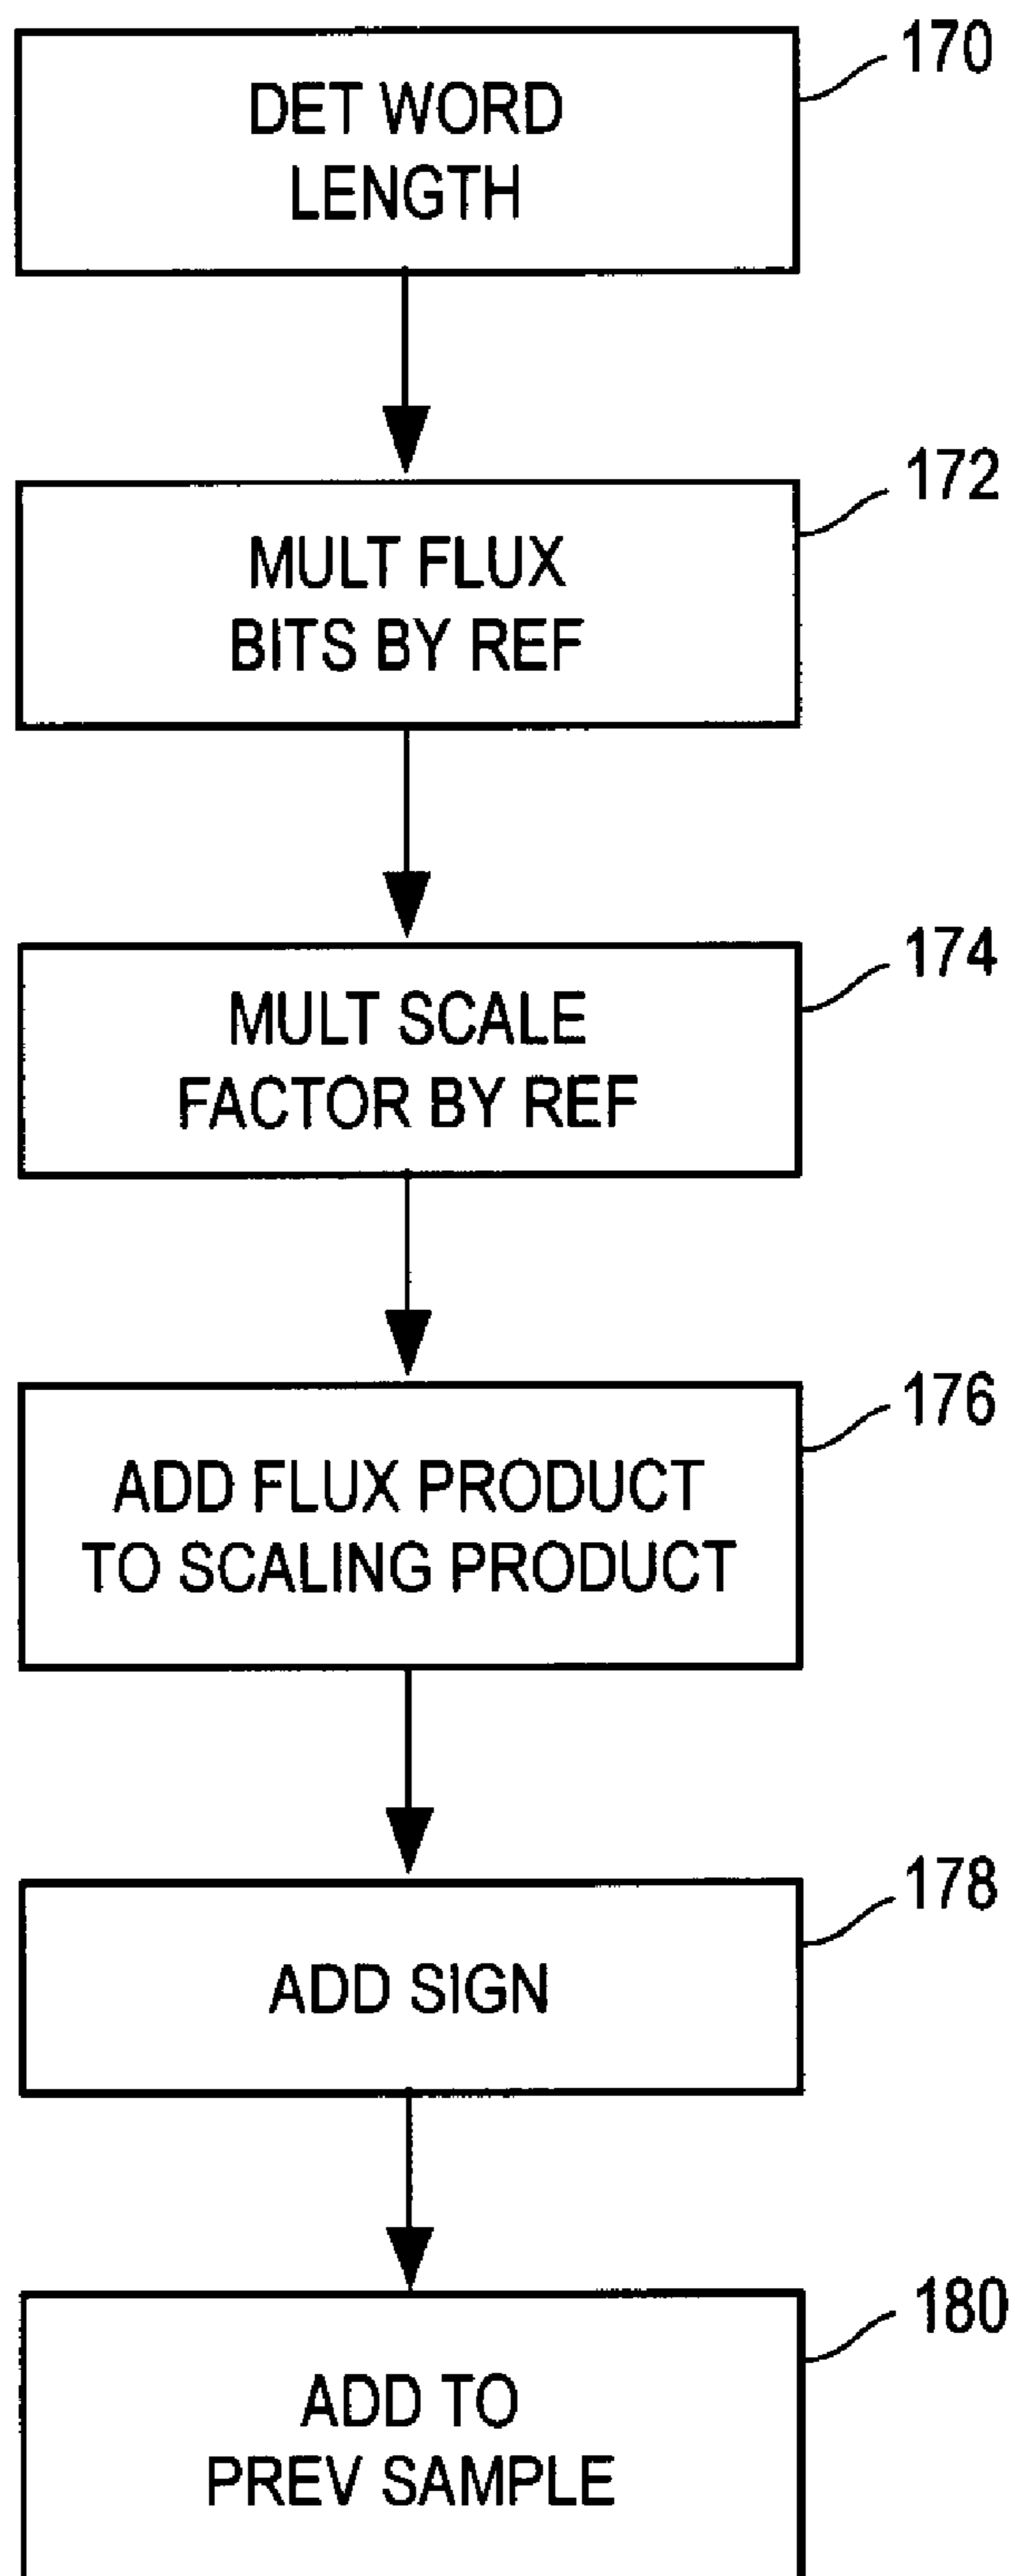 170
DET WORD
LENGTH
172
MULT FLUX
BITS BY REF
174
MULT SCALE
FACTOR BY REF
176
ADD FLUX PRODUCT
TO SCALING PRODUCT
178
ADD SIGN
180
ADD TO
PREV SAMPLE